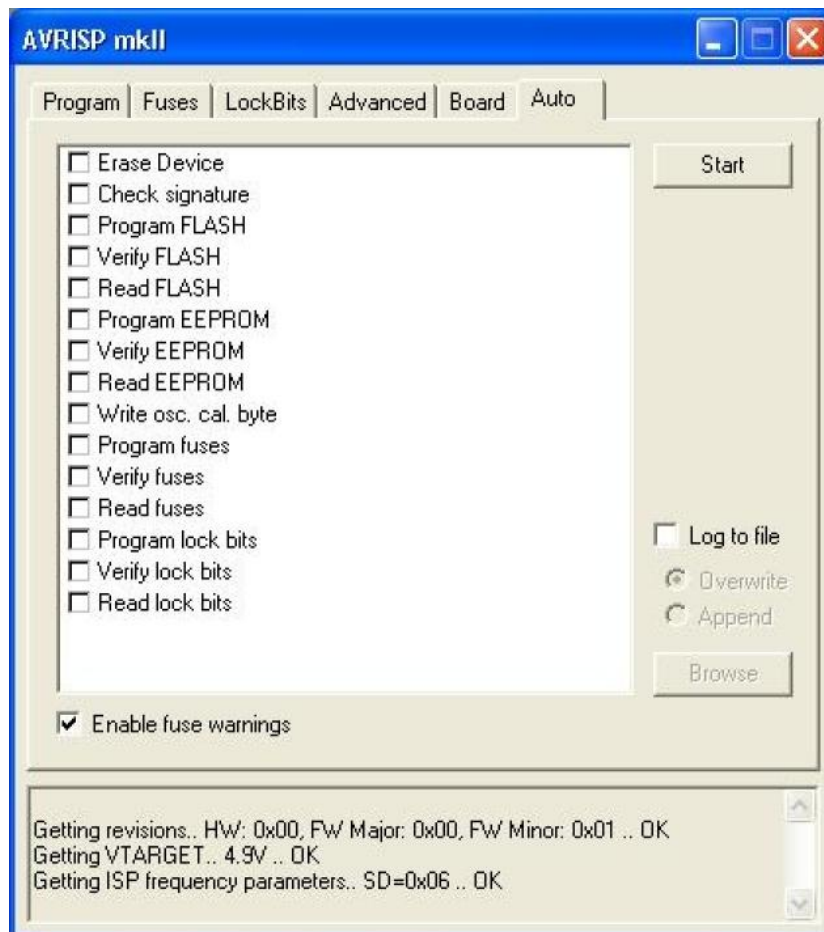 AVRISP mkII
Program Fuses LockBits Advanced Board Auto
Erase Device
Check signature
Program FLASH
Verify FLASH
Read FLASH
Program EEPROM
Verify EEPROM
Read EEPROM
Write osc. cal. byte
Program fuses
Verify fuses
Read fuses
Program lock bits
Verify lock bits
Read lock bits
Start
Log to file
Overwrite
Append
Browse
Enable fuse warnings
Getting revisions.. HW: 0x00, FW Major: 0x00, FW Minor: 0x01 .. OK
Getting VTARGET.. 4.9V .. OK
Getting ISP frequency parameters.. SD=0x06 .. OK